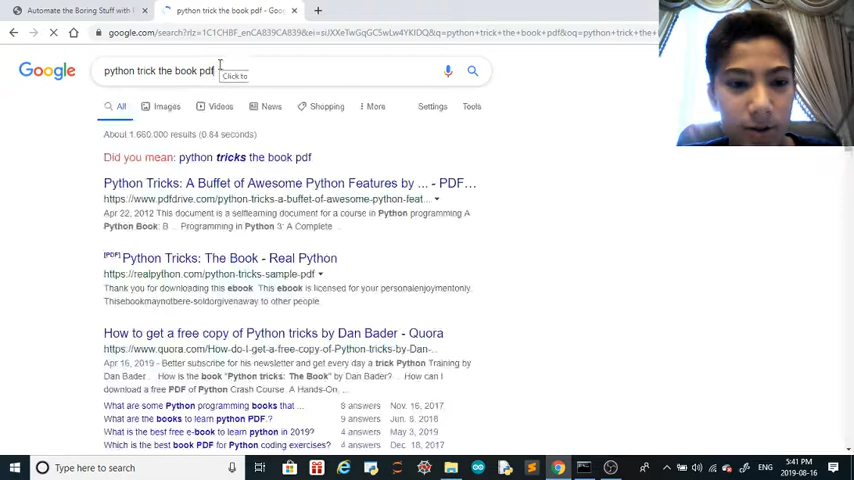 Automate the Boring Stuff with
python trick the book pdf - Goo
google.com/search?rlz=1C1CHBF_enCA839CA839&ei=
python trick the book pdf
Click to
Google
All Images Videos News Shopping More Settings Tools
About 1,660,000 results (0.84 seconds)
Did you mean: python tricks the book pdf
Python Tricks: A Buffet of Awesome Python Features by ... - PDF...
https://www.pdfdrive.com/python-tricks-a-buffet-of-awesome-python-feat...
Apr 22, 2012 This document is a selflearning document for a course in Python programming A
Python Book: B ... Programming in Python 3: A Complete ...
[PDF] Python Tricks: The Book - Real Python
https://realpython.com/python-tricks-sample-pdf
Thank you for downloading this ebook This ebook is licensed for your personalenjoymentonly.
Thisebookmaynotbere-soldorgivenaway to other people
How to get a free copy of Python tricks by Dan Bader - Quora
https://www.quora.com/How-do-I-get-a-free-copy-of-Python-tricks-by-Dan-..
Apr 16, 2019 - Better subscribe for his newsletter and get every day a trick Python Training by
Dan Bader... How is the book "Python tricks: The Book" by Dan Bader? ... How can I
download a free PDF of Python Crash Course. A Hands-On...
What are some Python programming books that ... 8 answers Nov. 16, 2017
What are the books to learn python PDF.? 9 answers Jun. 6, 2018
What is the best free e-book to learn python in 2019? 4 answers May 3, 2019
Which is the best book PDF for Python coding exercises? 4 answers Dec. 18, 2017
Type here to search
ENG
5:41 PM
2019-08-16